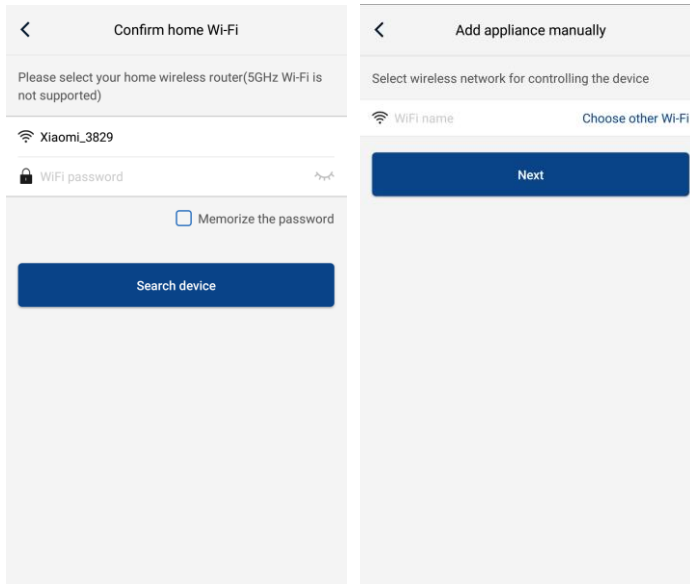 Confirm home Wi-Fi
Please select your home wireless router(5GHz Wi-Fi is
not supported)
Xiaomi_3829
WiFi password
Memorize the password
Search device
Add appliance manually
Select wireless network for controlling the device
WiFi name
Choose other Wi-Fi
Next